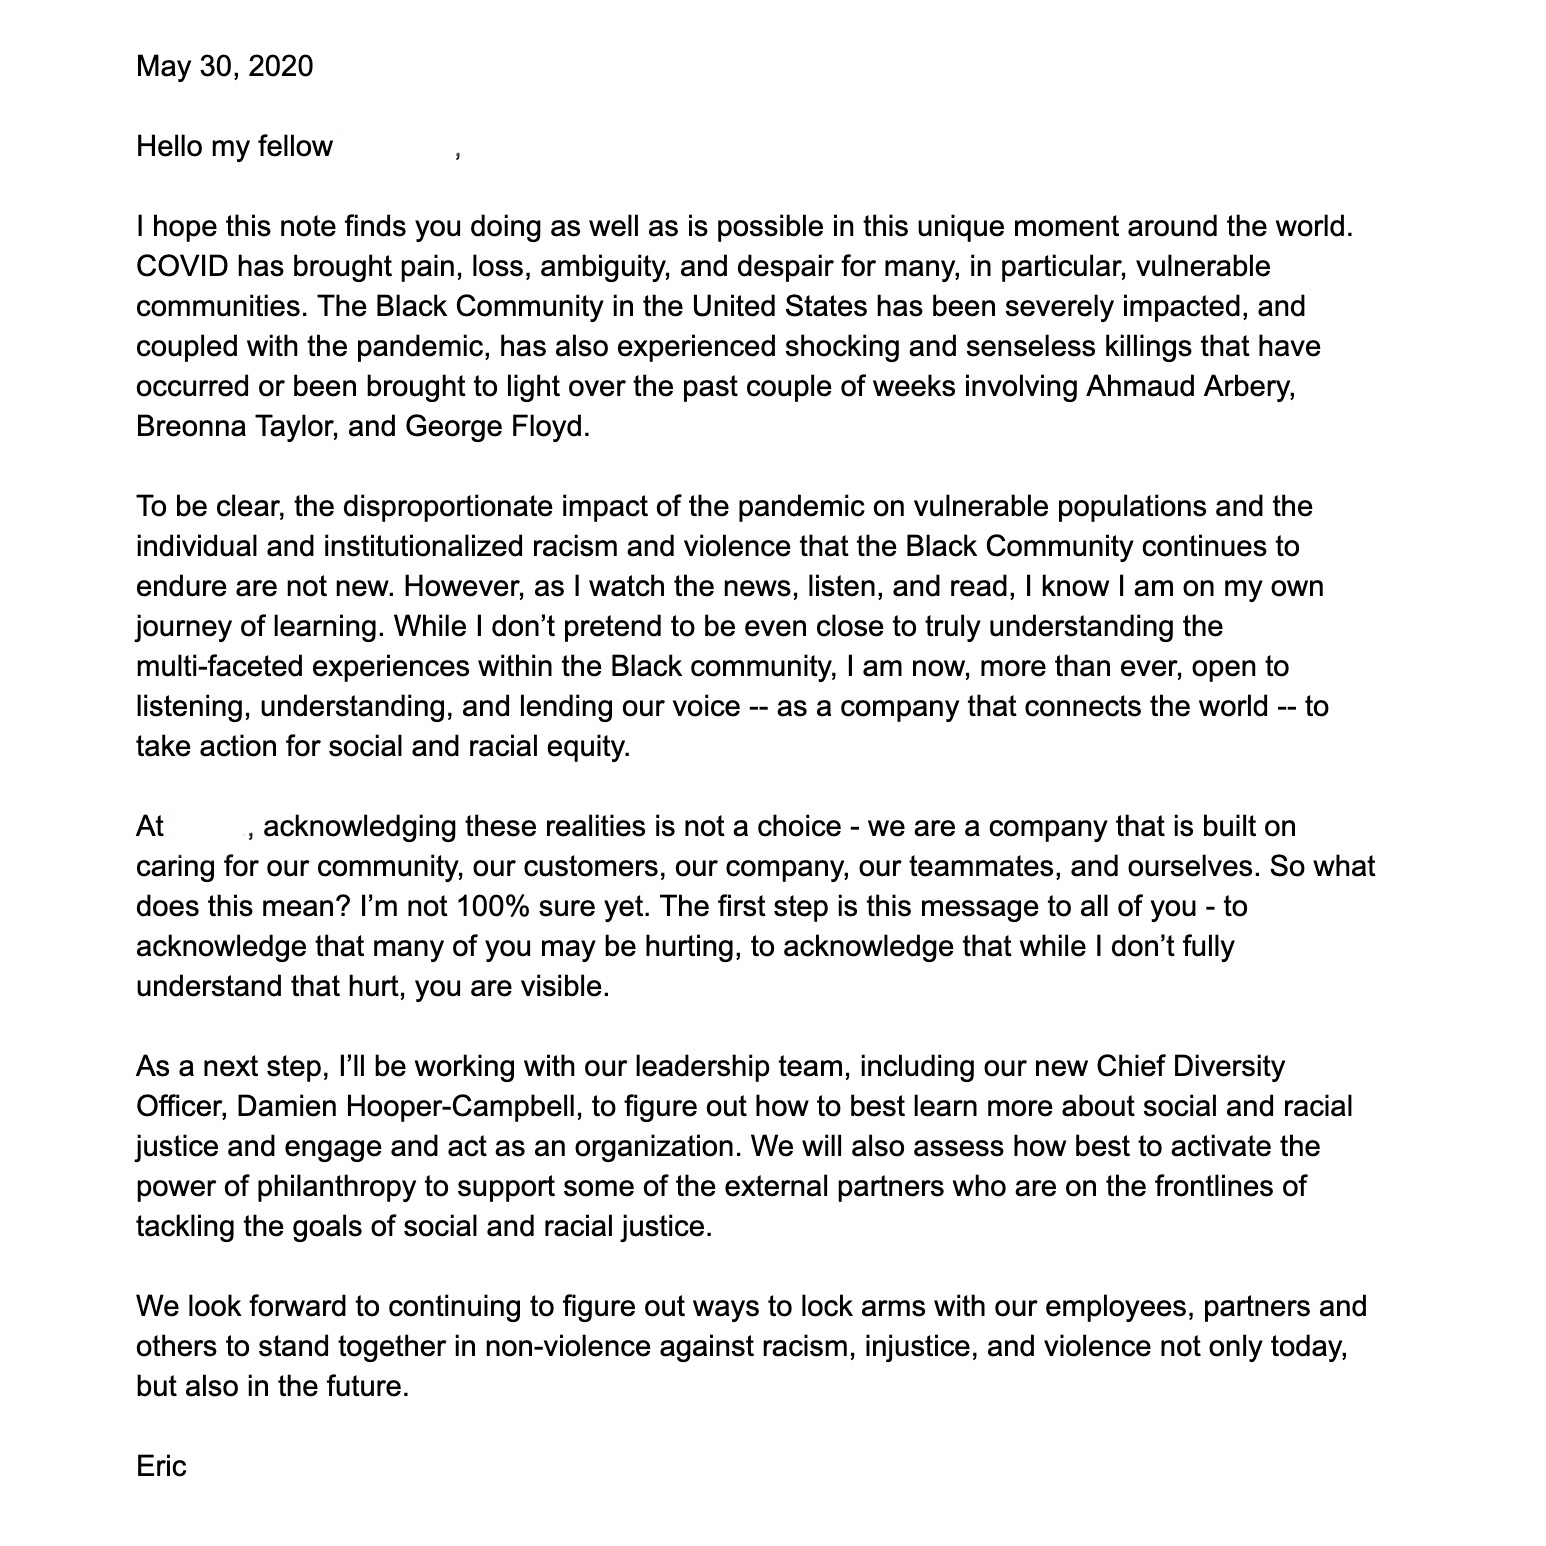 May 30, 2020
Hello my fellow ,
I hope this note finds you doing as well as is possible in this unique moment around the world.
COVID has brought pain, loss, ambiguity, and despair for many, in particular, vulnerable
communities. The Black Community in the United States has been severely impacted, and
coupled with the pandemic, has also experienced shocking and senseless killings that have
occurred or been brought to light over the past couple of weeks involving Ahmaud Arbery,
Breonna Taylor, and George Floyd.
To be clear, the disproportionate impact of the pandemic on vulnerable populations and the
individual and institutionalized racism and violence that the Black Community continues to
endure are not new. However, as I watch the news, listen, and read, I know I am on my own
journey of learning. While I don’t pretend to be even close to truly understanding the
multi-faceted experiences within the Black community, I am now, more than ever, open to
listening, understanding, and lending our voice -- as a company that connects the world -- to
take action for social and racial equity.
At , acknowledging these realities is not a choice - we are a company that is built on
caring for our community, our customers, our company, our teammates, and ourselves. So what
does this mean? I’m not 100% sure yet. The first step is this message to all of you - to
acknowledge that many of you may be hurting, to acknowledge that while I don’t fully
understand that hurt, you are visible.
As a next step, I’ll be working with our leadership team, including our new Chief Diversity
Officer, Damien Hooper-Campbell, to figure out how to best learn more about social and racial
justice and engage and act as an organization. We will also assess how best to activate the
power of philanthropy to support some of the external partners who are on the frontlines of
tackling the goals of social and racial justice.
We look forward to continuing to figure out ways to lock arms with our employees, partners and
others to stand together in non-violence against racism, injustice, and violence not only today,
but also in the future.
Eric